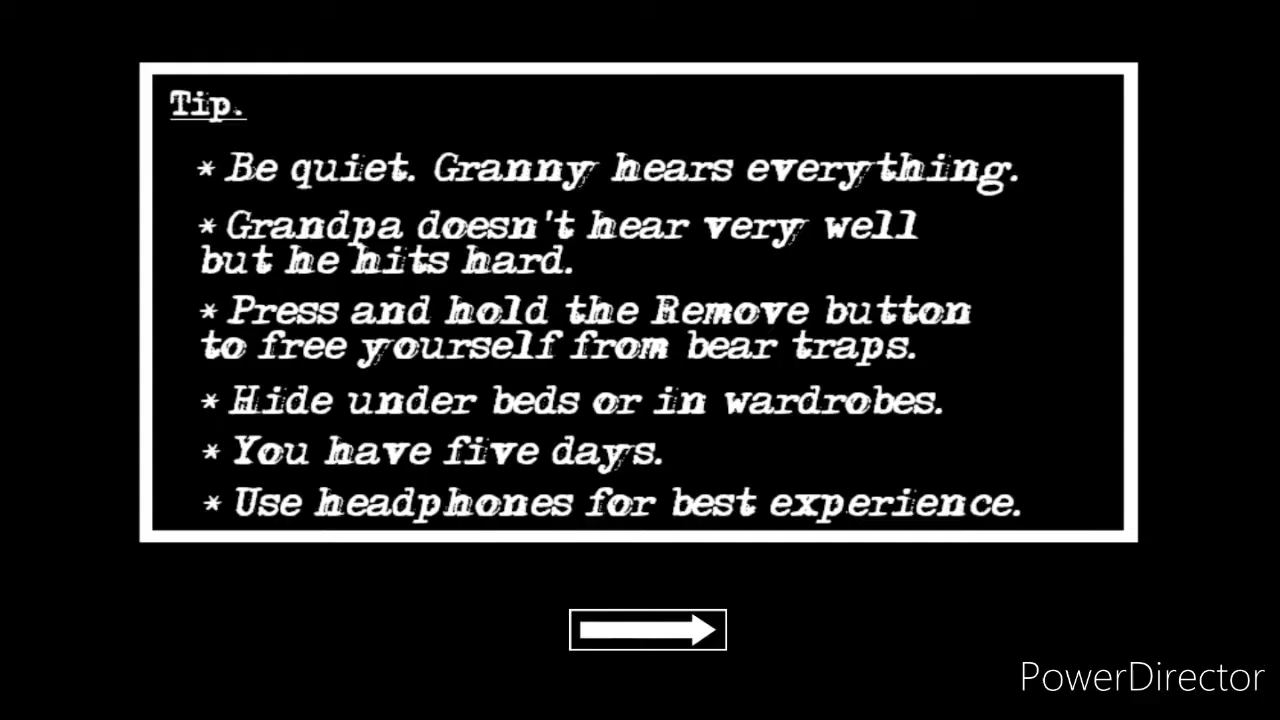 Tip.
* Be quiet. Granny hears everything.
* Grandpa doesn't hear very well
but he hits hard.
* Press and hold the Remove button
to free yourself from bear traps.
* Hide under beds or in wardrobes.
* You have five days.
* Use headphones for best experience.
PowerDirector